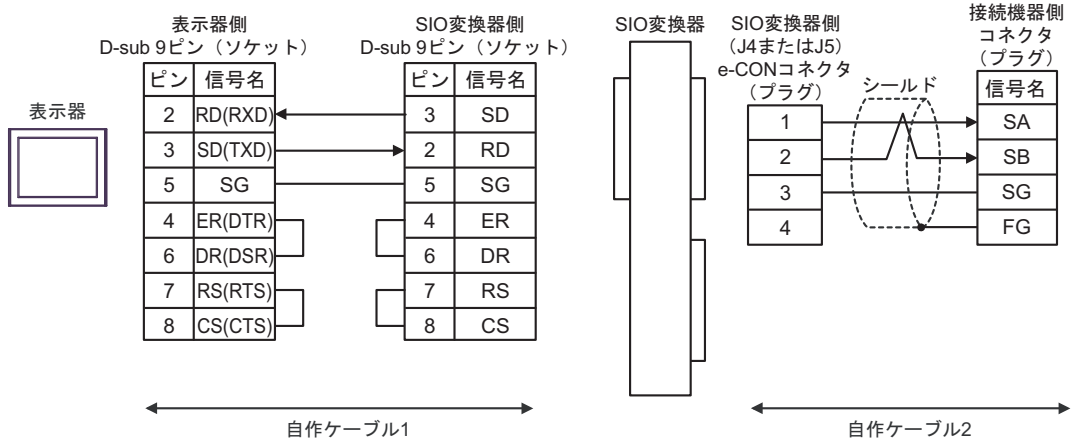 表示器
表示器側
D-sub 9ピン（ソケット）
ピン 信号名
2 RD(RXD)
3 SD(TXD)
5 SG
4 ER(DTR)
6 DR(DSR)
7 RS(RTS)
8 CS(CTS)
SIO変換器側
D-sub 9ピン（ソケット）
ピン 信号名
3 SD
2 RD
5 SG
4 ER
6 DR
7 RS
8 CS
自作ケーブル1
SIO変換器
SIO変換器側
（J4またはJ5）
e-CONコネクタ
（プラグ）
1
2
3
4
シールド
接続機器側
コネクタ
（プラグ）
信号名
SA
SB
SG
FG
自作ケーブル2